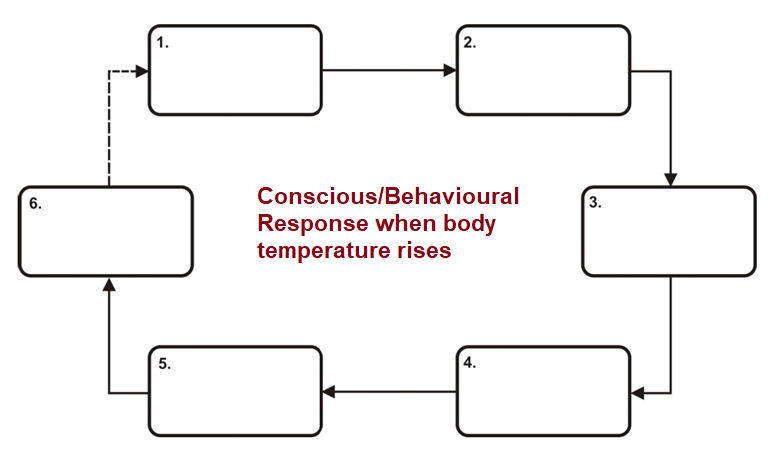 1.
2.
6.
Conscious/Behavioural
Response when body
temperature rises
3.
5.
4.